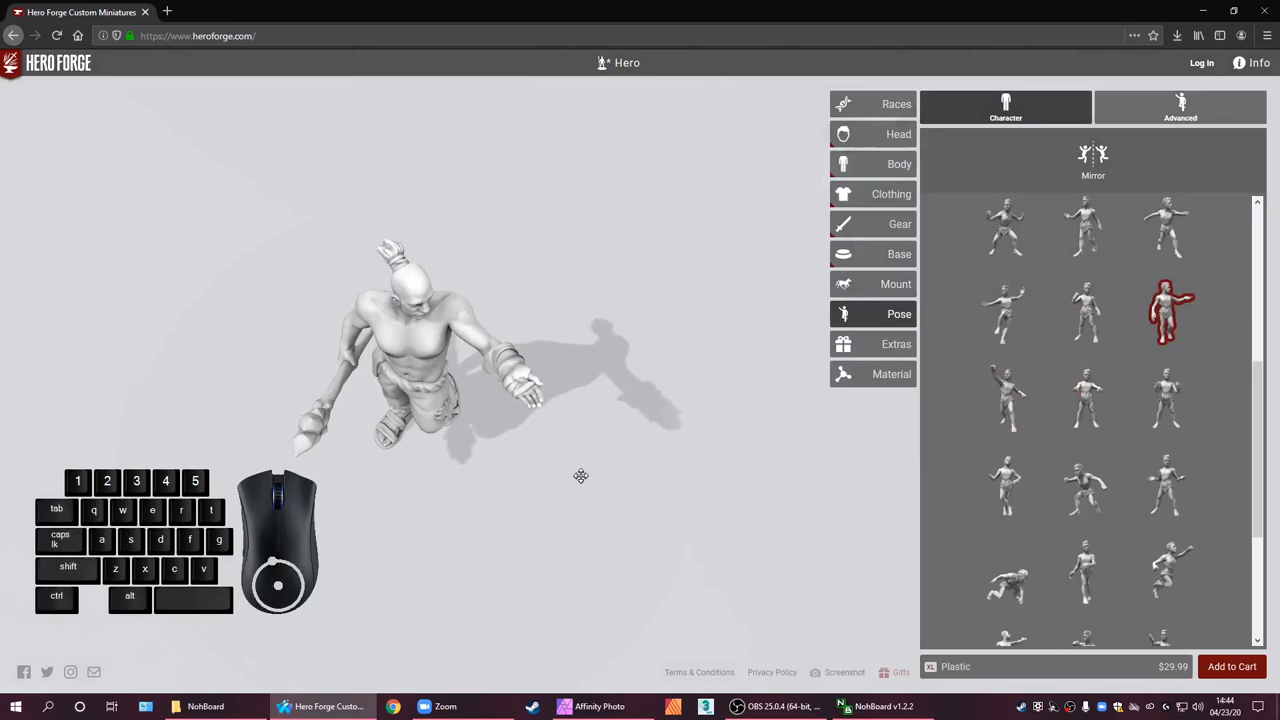 Hero Forge Custom Miniatures
https://www.heroforge.com/
HERO FORGE
* Hero
Log In
Info
Races
Head
Body
Clothing
Gear
Base
Mount
Pose
Extras
Material
Character
Advanced
Mirror
1 2 3 4 5
tab q w e r t
caps lk a s d f g
shift z x c v
ctrl alt
Terms & Conditions
Privacy Policy
Screenshot
Gifts
XL Plastic
$29.99
Add to Cart
NohBoard
Hero Forge Custo...
Zoom
Affinity Photo
OBS 25.0.4 (64-bit, ...
NohBoard v1.2.2
14:44
04/23/20